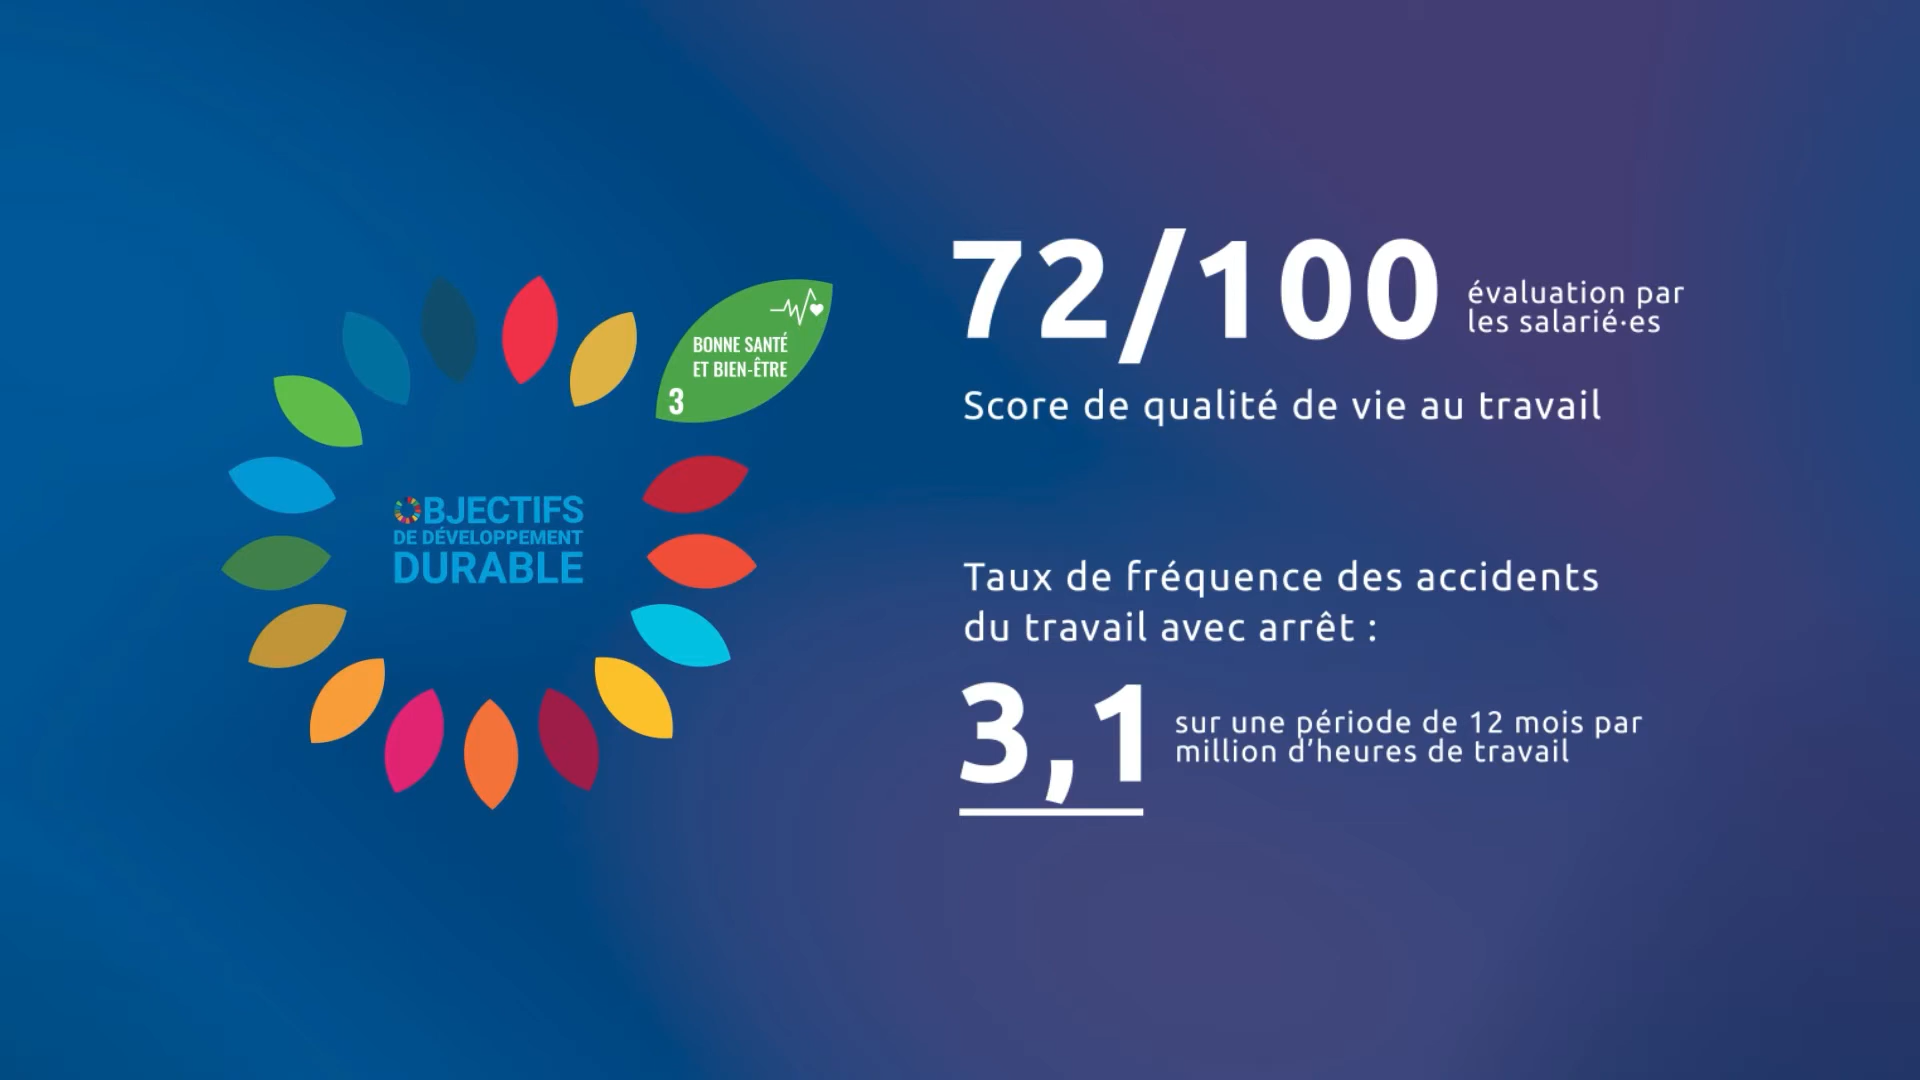 BONNE SANTÉ
ET BIEN-ÊTRE
3
OBJECTIFS
DE DÉVELOPPEMENT
DURABLE
72/100
évaluation par
les salarié·es
Score de qualité de vie au travail
Taux de fréquence des accidents
du travail avec arrêt :
3,1
sur une période de 12 mois par
million d'heures de travail